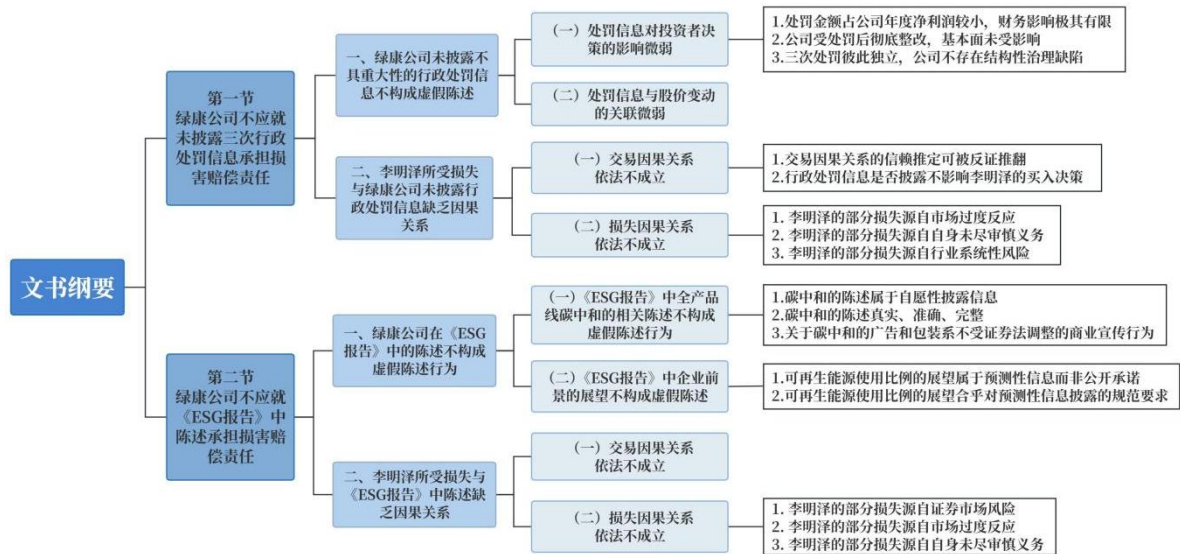 文书纲要
第一节
绿康公司不应就
未披露三次行政
处罚信息承担损
害赔偿责任
一、绿康公司未披露不
具重大性的行政处罚信
息不构成虚假陈述
（一）处罚信息对投资者决
策的影响微弱
1.处罚金额占公司年度净利润较小，财务影响极其有限
2.公司受处罚后彻底整改，基本面未受影响
3.三次处罚彼此独立，公司不存在结构性治理缺陷
（二）处罚信息与股价变动
的关联微弱
二、李明泽所受损失
与绿康公司未披露行
政处罚信息缺乏因果
关系
（一）交易因果关系
依法不成立
1.交易因果关系的信赖推定可被反证推翻
2.行政处罚信息是否披露不影响李明泽的买入决策
（二）损失因果关系
依法不成立
1. 李明泽的部分损失源自市场过度反应
2. 李明泽的部分损失源自自身未尽审慎义务
3. 李明泽的部分损失源自行业系统性风险
第二节
绿康公司不应就
《ESG报告》中
陈述承担损害赔
偿责任
一、绿康公司在《ESG
报告》中的陈述不构成
虚假陈述行为
（一）《ESG报告》中全产品
线碳中和的相关陈述不构成
虚假陈述行为
1.碳中和的陈述属于自愿性披露信息
2.碳中和的陈述真实、准确、完整
3.关于碳中和的广告和包装系不受证券法调整的商业宣传行为
（二）《ESG报告》中企业前
景的展望不构成虚假陈述
1.可再生能源使用比例的展望属于预测性信息而非公开承诺
2.可再生能源使用比例的展望合乎对预测性信息披露的规范要求
二、李明泽所受损失与
《ESG报告》中陈述缺
乏因果关系
（一）交易因果关系
依法不成立
（二）损失因果关系
依法不成立
1. 李明泽的部分损失源自证券市场风险
2. 李明泽的部分损失源自市场过度反应
3. 李明泽的部分损失源自自身未尽审慎义务